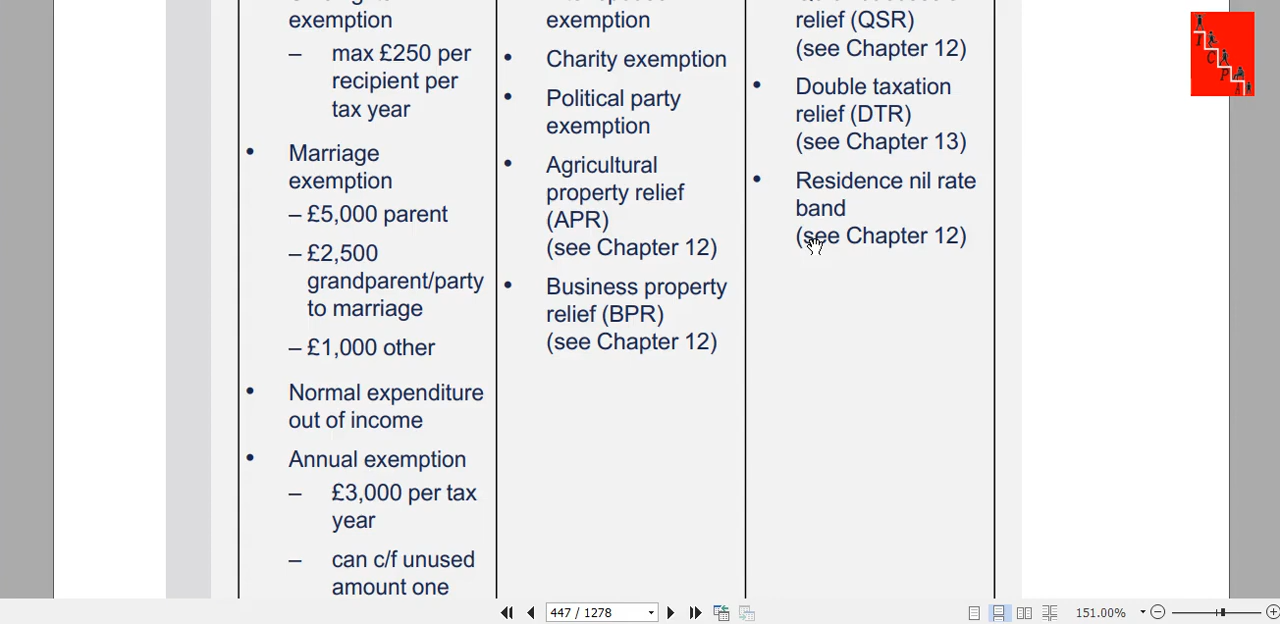 exemption
– max £250 per
recipient per
tax year
• Marriage
exemption
– £5,000 parent
– £2,500
grandparent/party
to marriage
– £1,000 other
• Normal expenditure
out of income
• Annual exemption
– £3,000 per tax
year
– can c/f unused
amount one
exemption
• Charity exemption
• Political party
exemption
• Agricultural
property relief
(APR)
(see Chapter 12)
• Business property
relief (BPR)
(see Chapter 12)
relief (QSR)
(see Chapter 12)
• Double taxation
relief (DTR)
(see Chapter 13)
• Residence nil rate
band
(see Chapter 12)
T
C
P
A
447 / 1278
151.00%